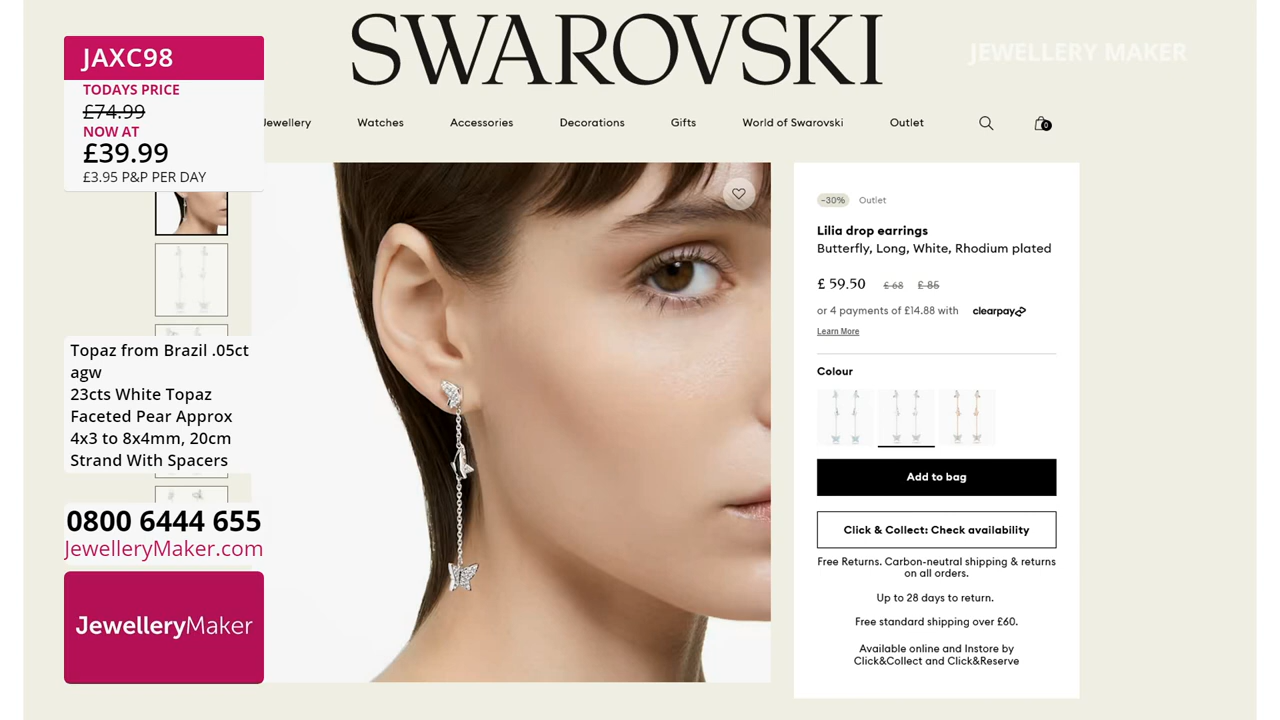 SWAROVSKI
JEWELLERY MAKER
JAXC98
TODAYS PRICE
£74.99
NOW AT
£39.99
£3.95 P&P PER DAY
Jewellery
Watches
Accessories
Decorations
Gifts
World of Swarovski
Outlet
0
-30%
Outlet
Lilia drop earrings
Butterfly, Long, White, Rhodium plated
£ 59.50 £ 68 £ 85
or 4 payments of £14.88 with clearpay
Learn More
Colour
Add to bag
Click & Collect: Check availability
Free Returns. Carbon-neutral shipping & returns
on all orders.
Up to 28 days to return.
Free standard shipping over £60.
Available online and Instore by
Click&Collect and Click&Reserve
Topaz from Brazil .05ct
agw
23cts White Topaz
Faceted Pear Approx
4x3 to 8x4mm, 20cm
Strand With Spacers
0800 6444 655
JewelleryMaker.com
JewelleryMaker